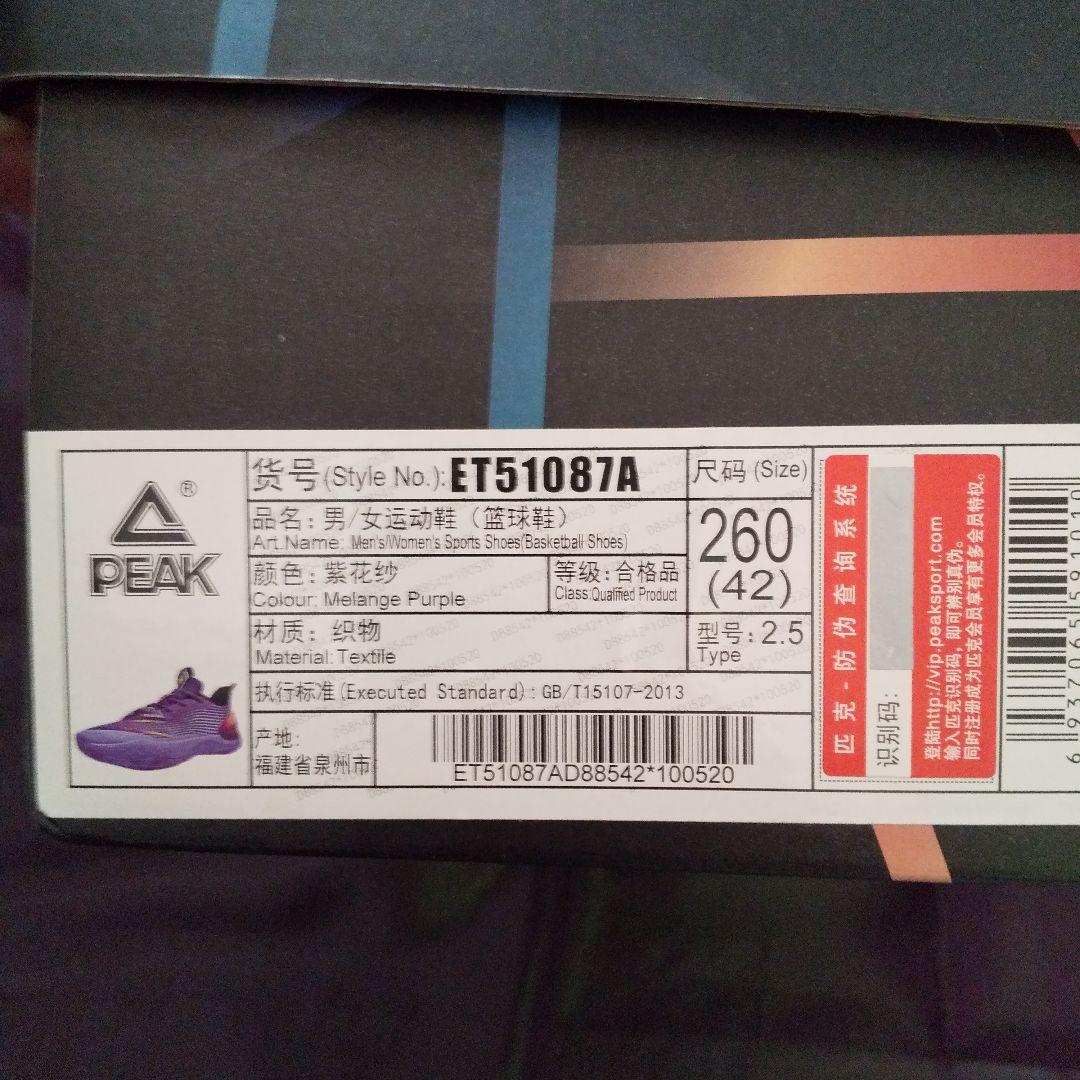 PEAK®
货号(Style No.): ET51087A
尺码 (Size)
品名: 男/女运动鞋 (篮球鞋)
Art.Name: Men's/Women's Sports Shoes(Basketball Shoes)
260
(42)
颜色: 紫花纱
Colour: Melange Purple
等级: 合格品
Class: Qualified Product
材质: 织物
Material: Textile
型号: 2.5
Type
执行标准(Executed Standard): GB/T15107-2013
产地:
福建省泉州市
ET51087AD88542*100520
匹克-防伪查询系统
识别码:
登陆http://vip.peaksport.com
输入匹克识别码, 即可辨别真伪。
同时注册成为匹克会员享有更多会员特权。